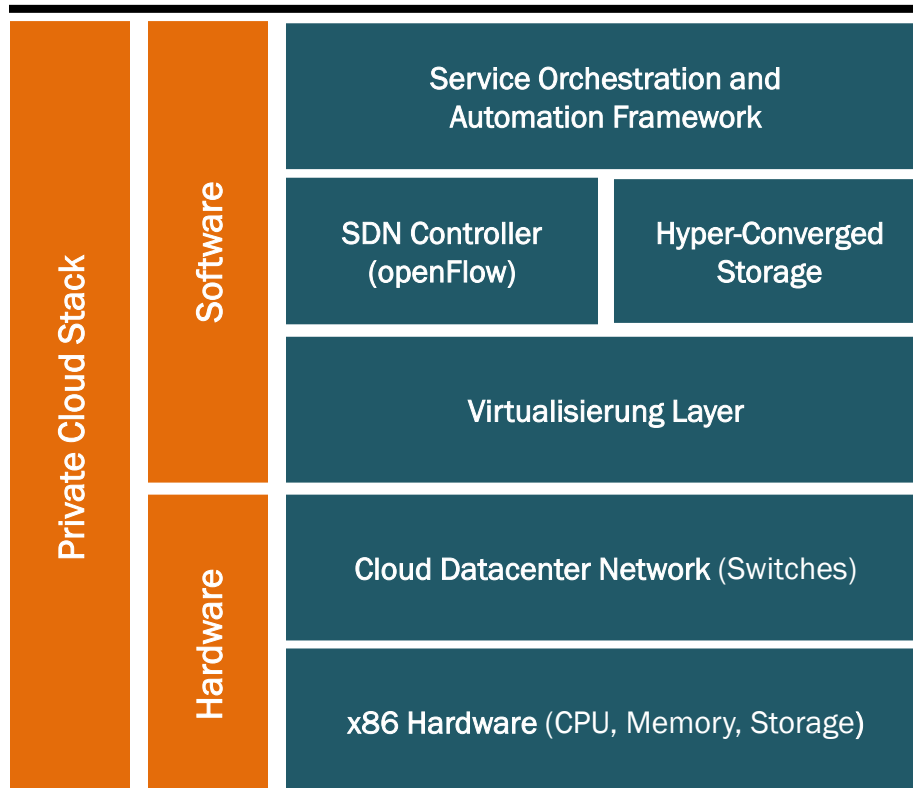 Private Cloud Stack
Software
Service Orchestration and
Automation Framework
SDN Controller
(openFlow)
Hyper-Converged
Storage
Virtualisierung Layer
Hardware
Cloud Datacenter Network (Switches)
x86 Hardware (CPU, Memory, Storage)